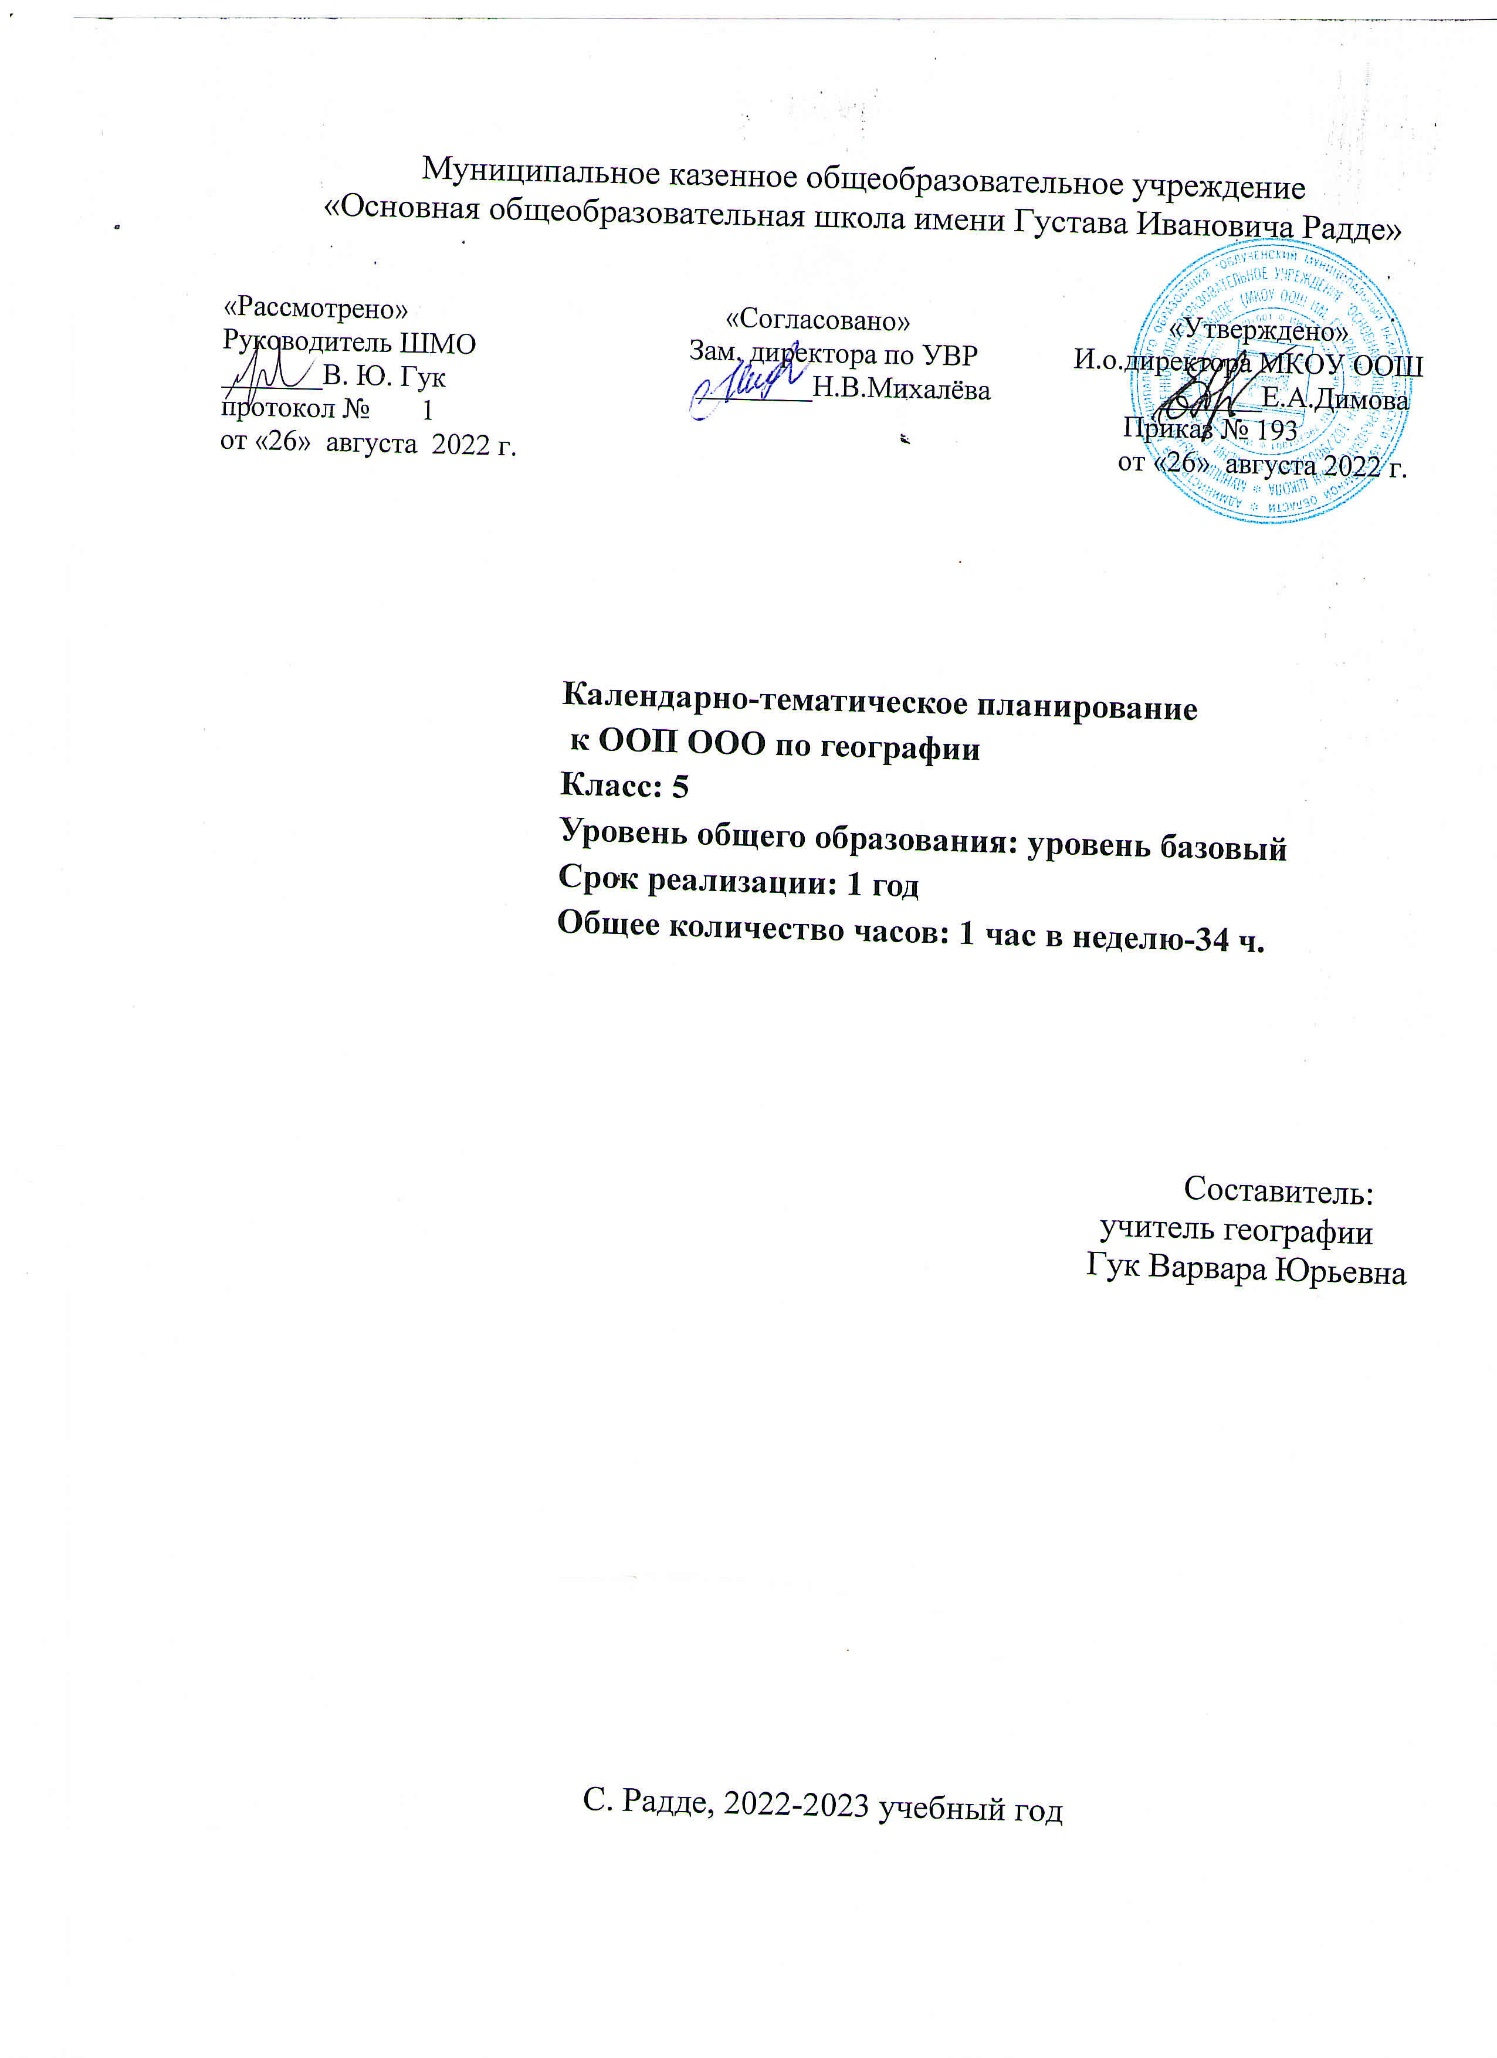 Муниципальное казенное общеобразовательное учреждение
«Основная общеобразовательная школа имени Густава Ивановича Радде»
«Рассмотрено»
Руководитель ШМО
В. Ю. Гук
протокол № 1
от «26» августа 2022 г.
«Согласовано»
Зам. директора по УВР
Н.В.Михалёва
«Утверждено»
И.о.директора МКОУ ООШ
Е.А.Димова
Приказ № 193
от «26» августа 2022 г.
Календарно-тематическое планирование
к ООП ООО по географии
Класс: 5
Уровень общего образования: уровень базовый
Срок реализации: 1 год
Общее количество часов: 1 час в неделю-34 ч.
Составитель:
учитель географии
Гук Варвара Юрьевна
С. Радде, 2022-2023 учебный год